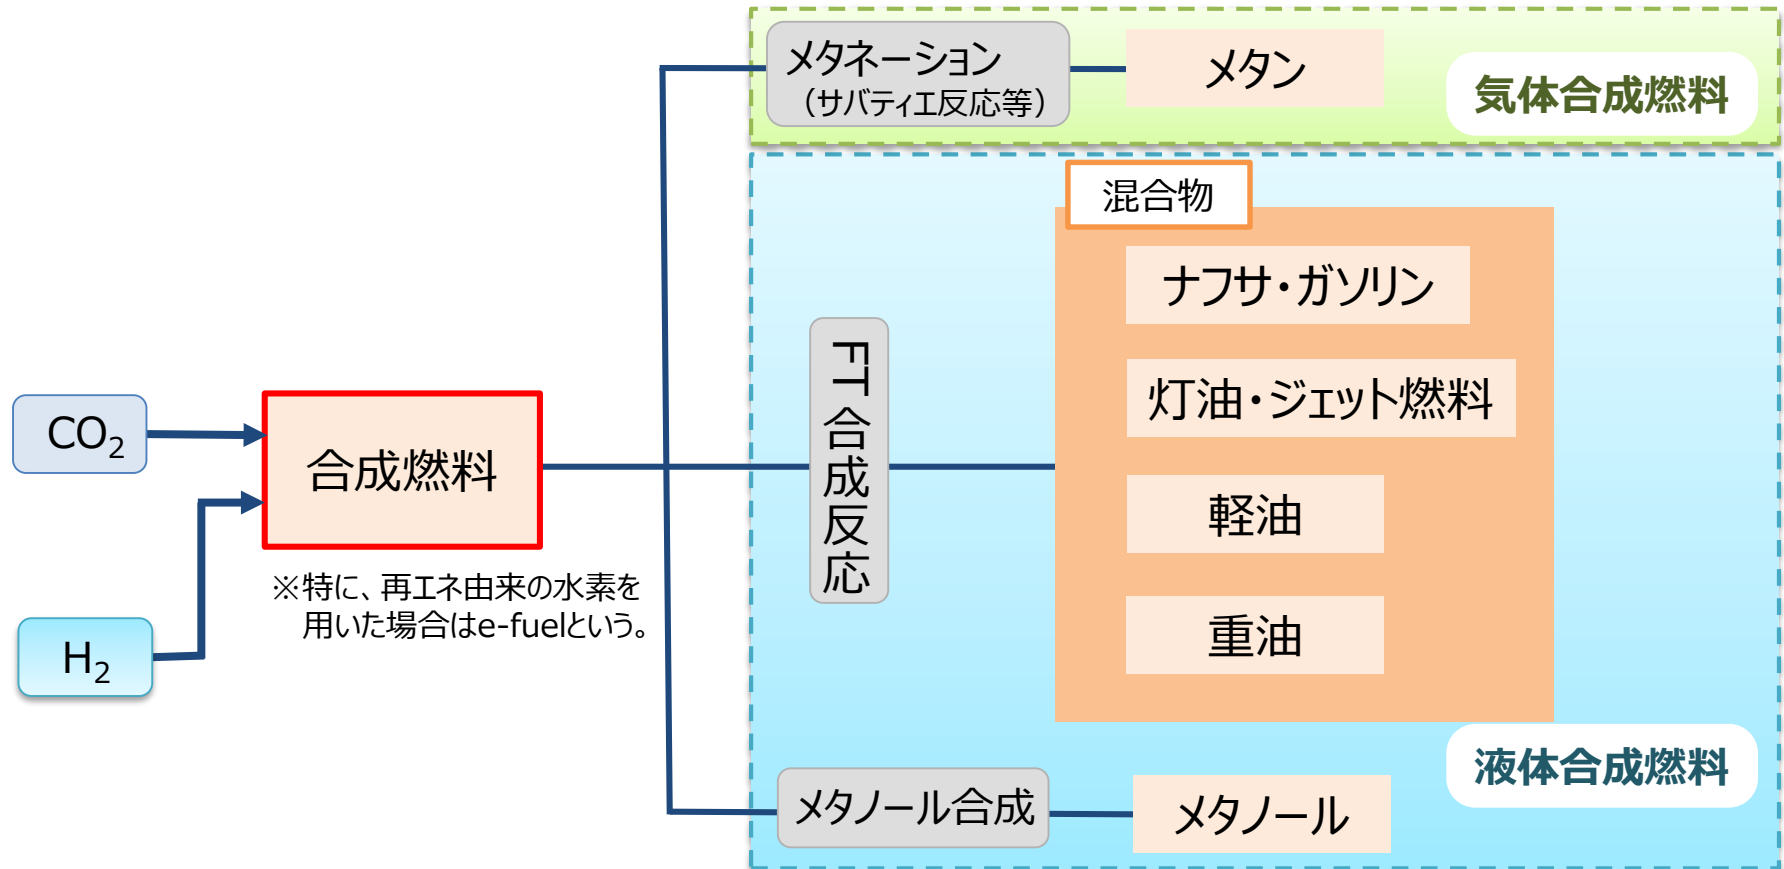 CO₂
H₂
合成燃料
※特に、再エネ由来の水素を
用いた場合はe-fuelという。
メタネーション
（サバティエ反応等）
メタン
気体合成燃料
FT合成反応
混合物
ナフサ・ガソリン
灯油・ジェット燃料
軽油
重油
液体合成燃料
メタノール合成
メタノール